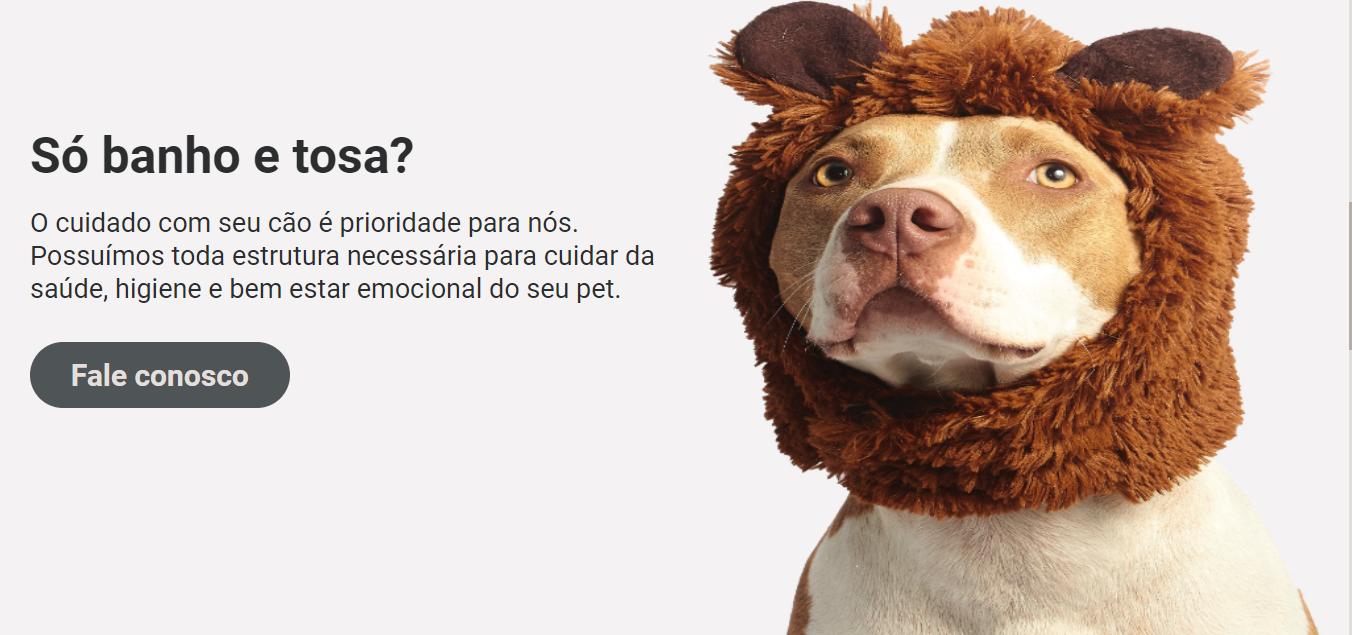 Só banho e tosa?
O cuidado com seu cão é prioridade para nós.
Possuímos toda estrutura necessária para cuidar da
saúde, higiene e bem estar emocional do seu pet.
Fale conosco